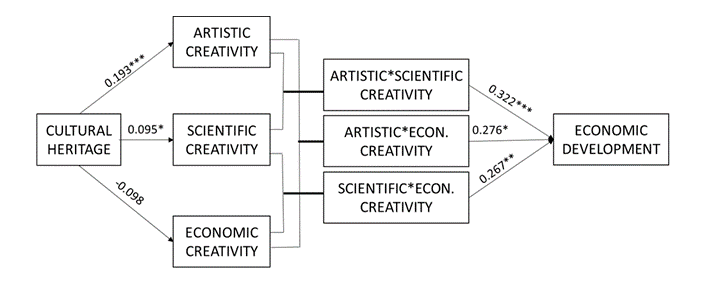 ARTISTIC
CREATIVITY
0.193***
ARTISTIC*SCIENTIFIC
CREATIVITY
0.322***
CULTURAL
HERITAGE
0.095*
SCIENTIFIC
CREATIVITY
ARTISTIC*ECON.
CREATIVITY
0.276*
ECONOMIC
DEVELOPMENT
-0.098
SCIENTIFIC*ECON.
CREATIVITY
0.267**
ECONOMIC
CREATIVITY